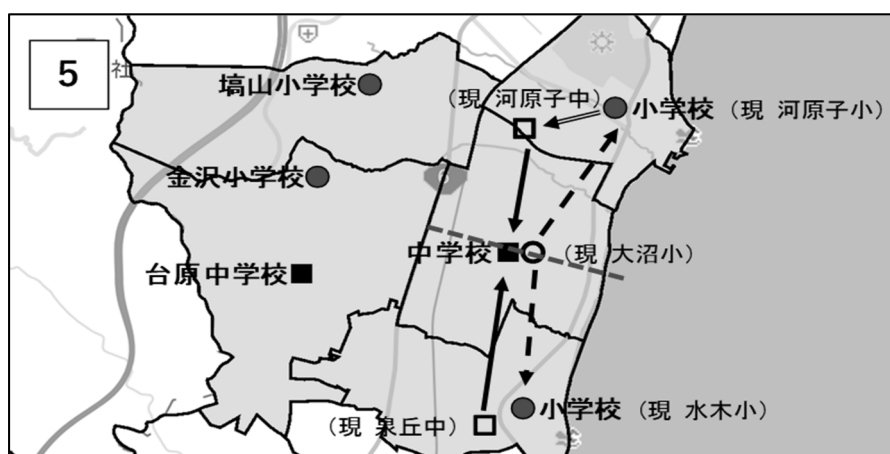 5
社
塙山小学校
(現 河原子中)
小学校 (現 河原子小)
金沢小学校
中学校
(現 大沼小)
台原中学校
小学校 (現 水木小)
(現 泉丘中)